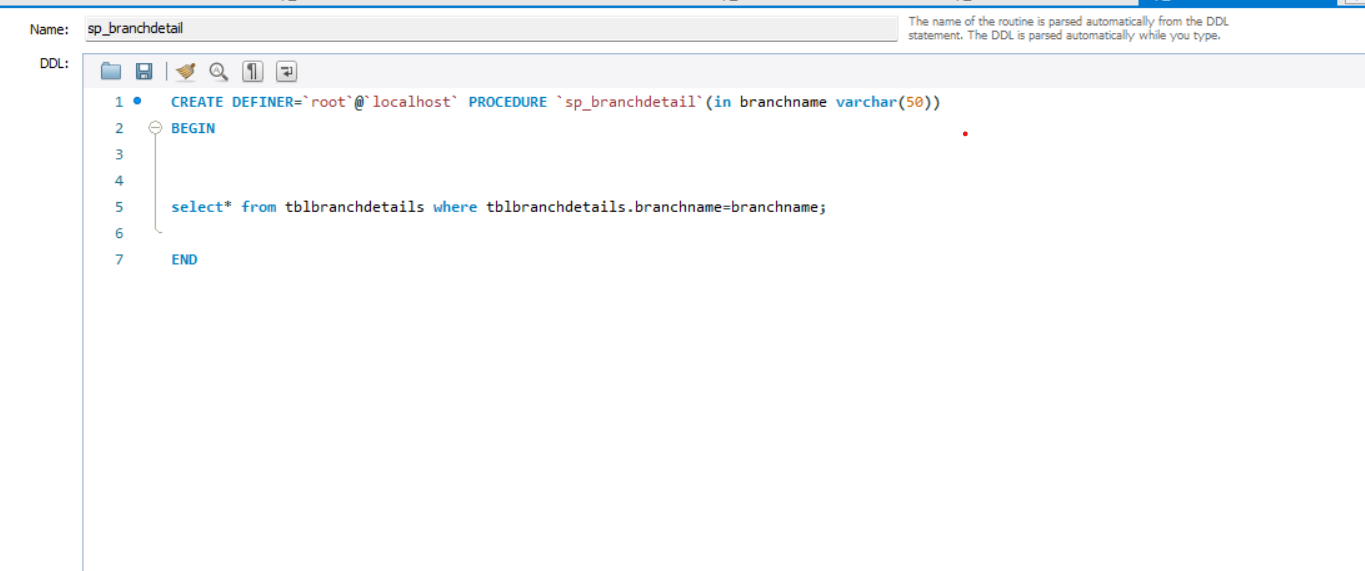 Name: sp_branchdetail The name of the routine is parsed automatically from the DDL
statement. The DDL is parsed automatically while you type.
DDL:
1 CREATE DEFINER=`root`@`localhost` PROCEDURE `sp_branchdetail`(in branchname varchar(50))
2 BEGIN
3
4
5 select* from tblbranchdetails where tblbranchdetails.branchname=branchname;
6
7 END